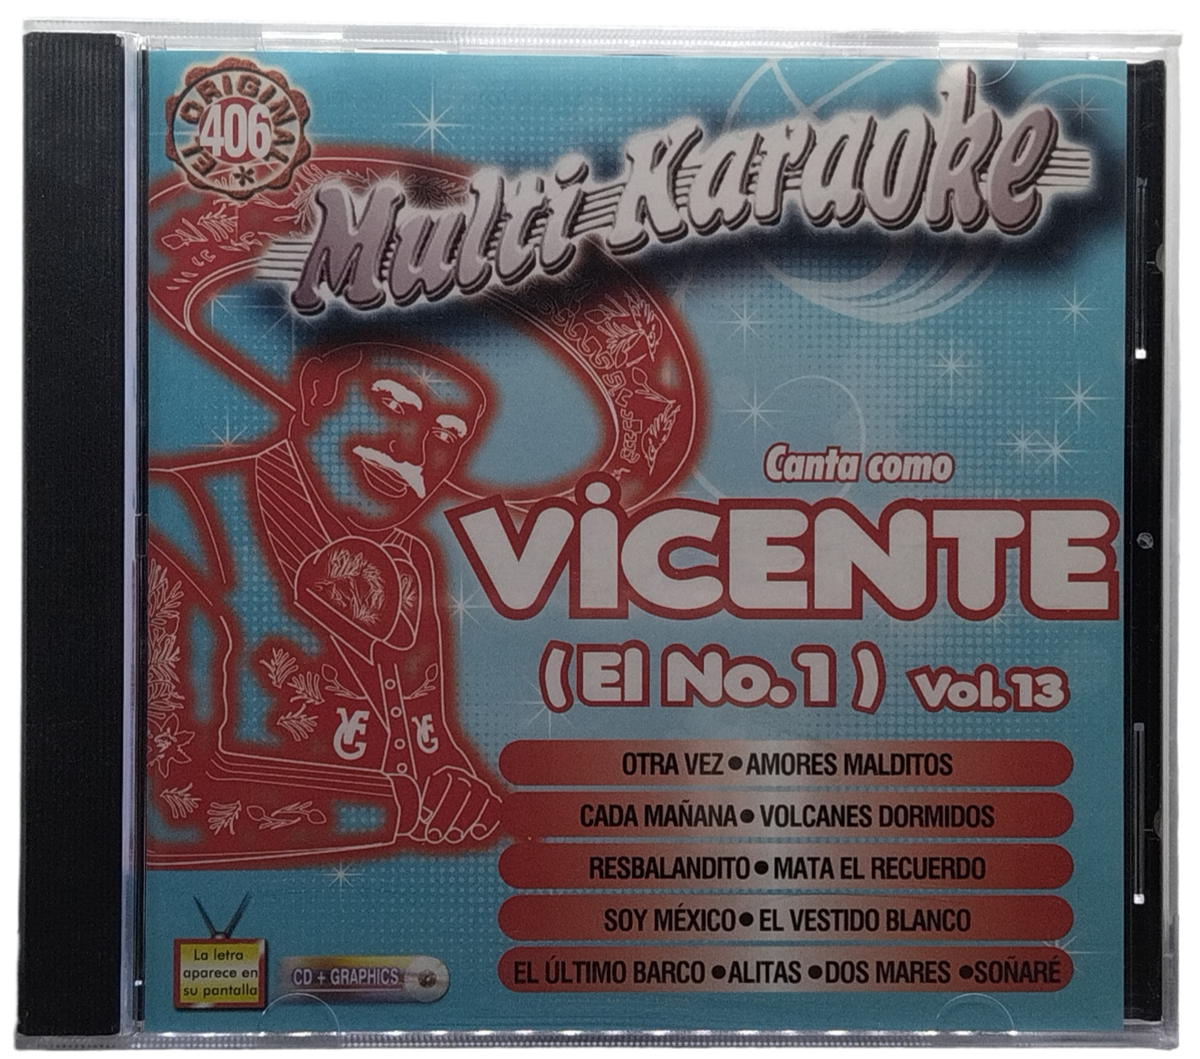 EL ORIGINAL *
406
Multi Karaoke
Canta como
ViCENTE
(El No.1) Vol.13
VFG VFG
OTRA VEZ • AMORES MALDITOS
CADA MAÑANA • VOLCANES DORMIDOS
RESBALANDITO • MATA EL RECUERDO
SOY MÉXICO • EL VESTIDO BLANCO
EL ÚLTIMO BARCO • ALITAS • DOS MARES • SOÑARÉ
La letra
aparece en
su pantalla
CD + GRAPHICS